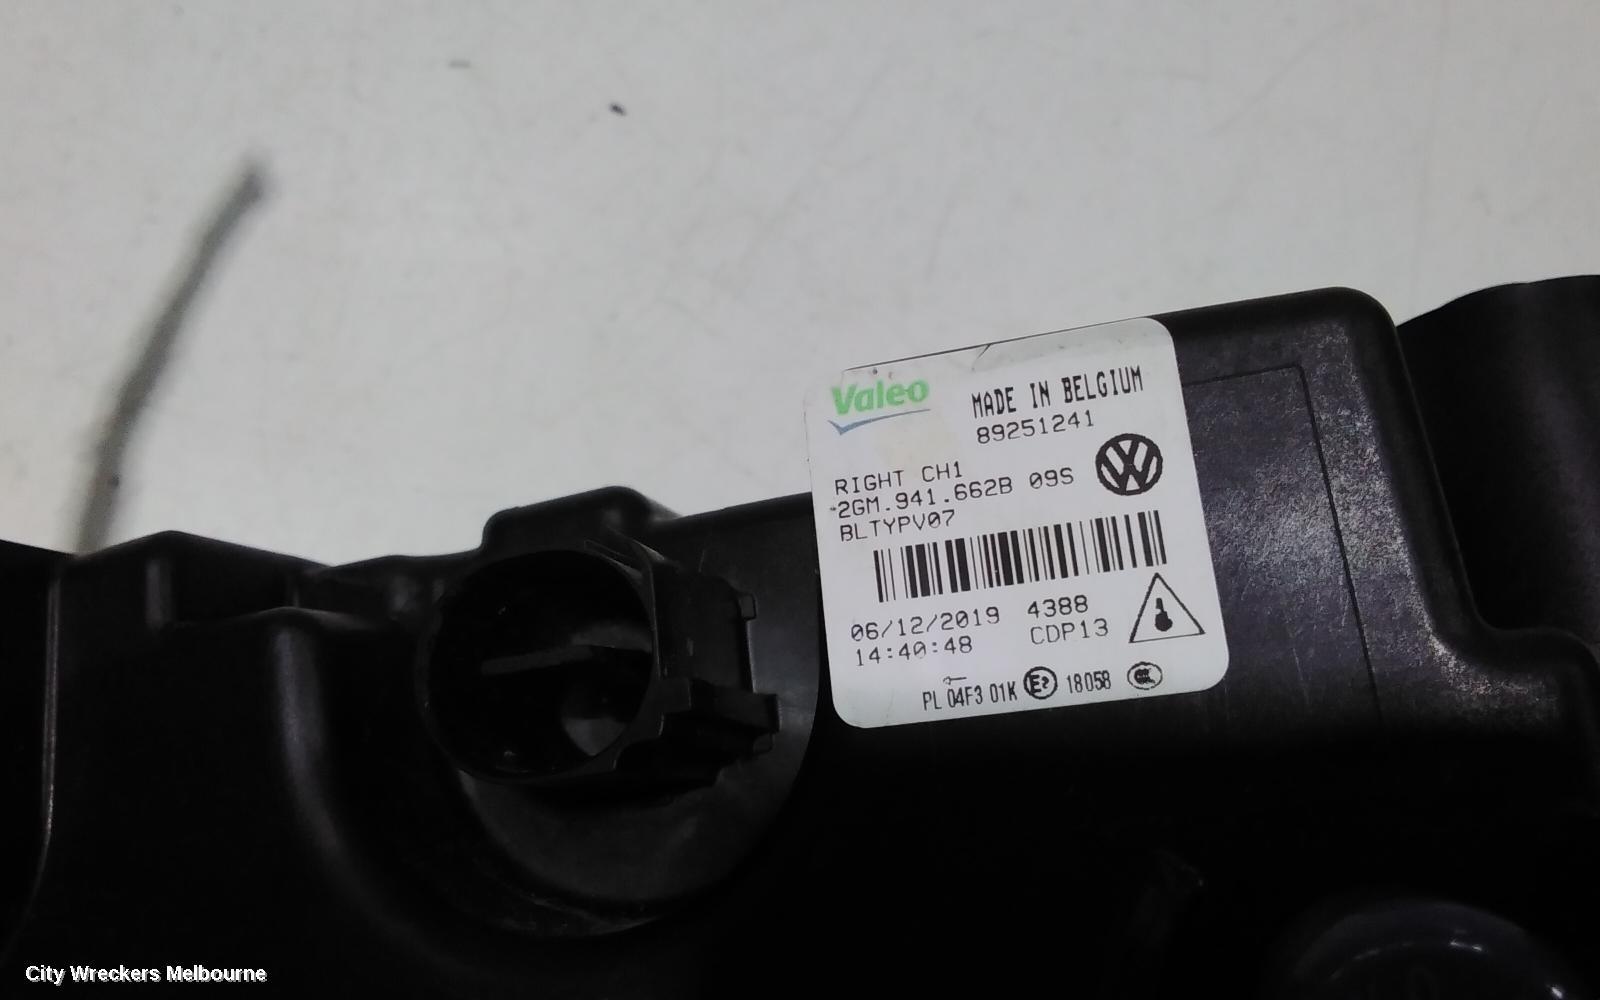 Valeo
MADE IN BELGIUM
89251241
RIGHT CH1
2GM.941.662B 09S
BLTYPV07
06/12/2019 4388
14:40:48 CDP13
PL 04F3 01K E2 18058
City Wreckers Melbourne